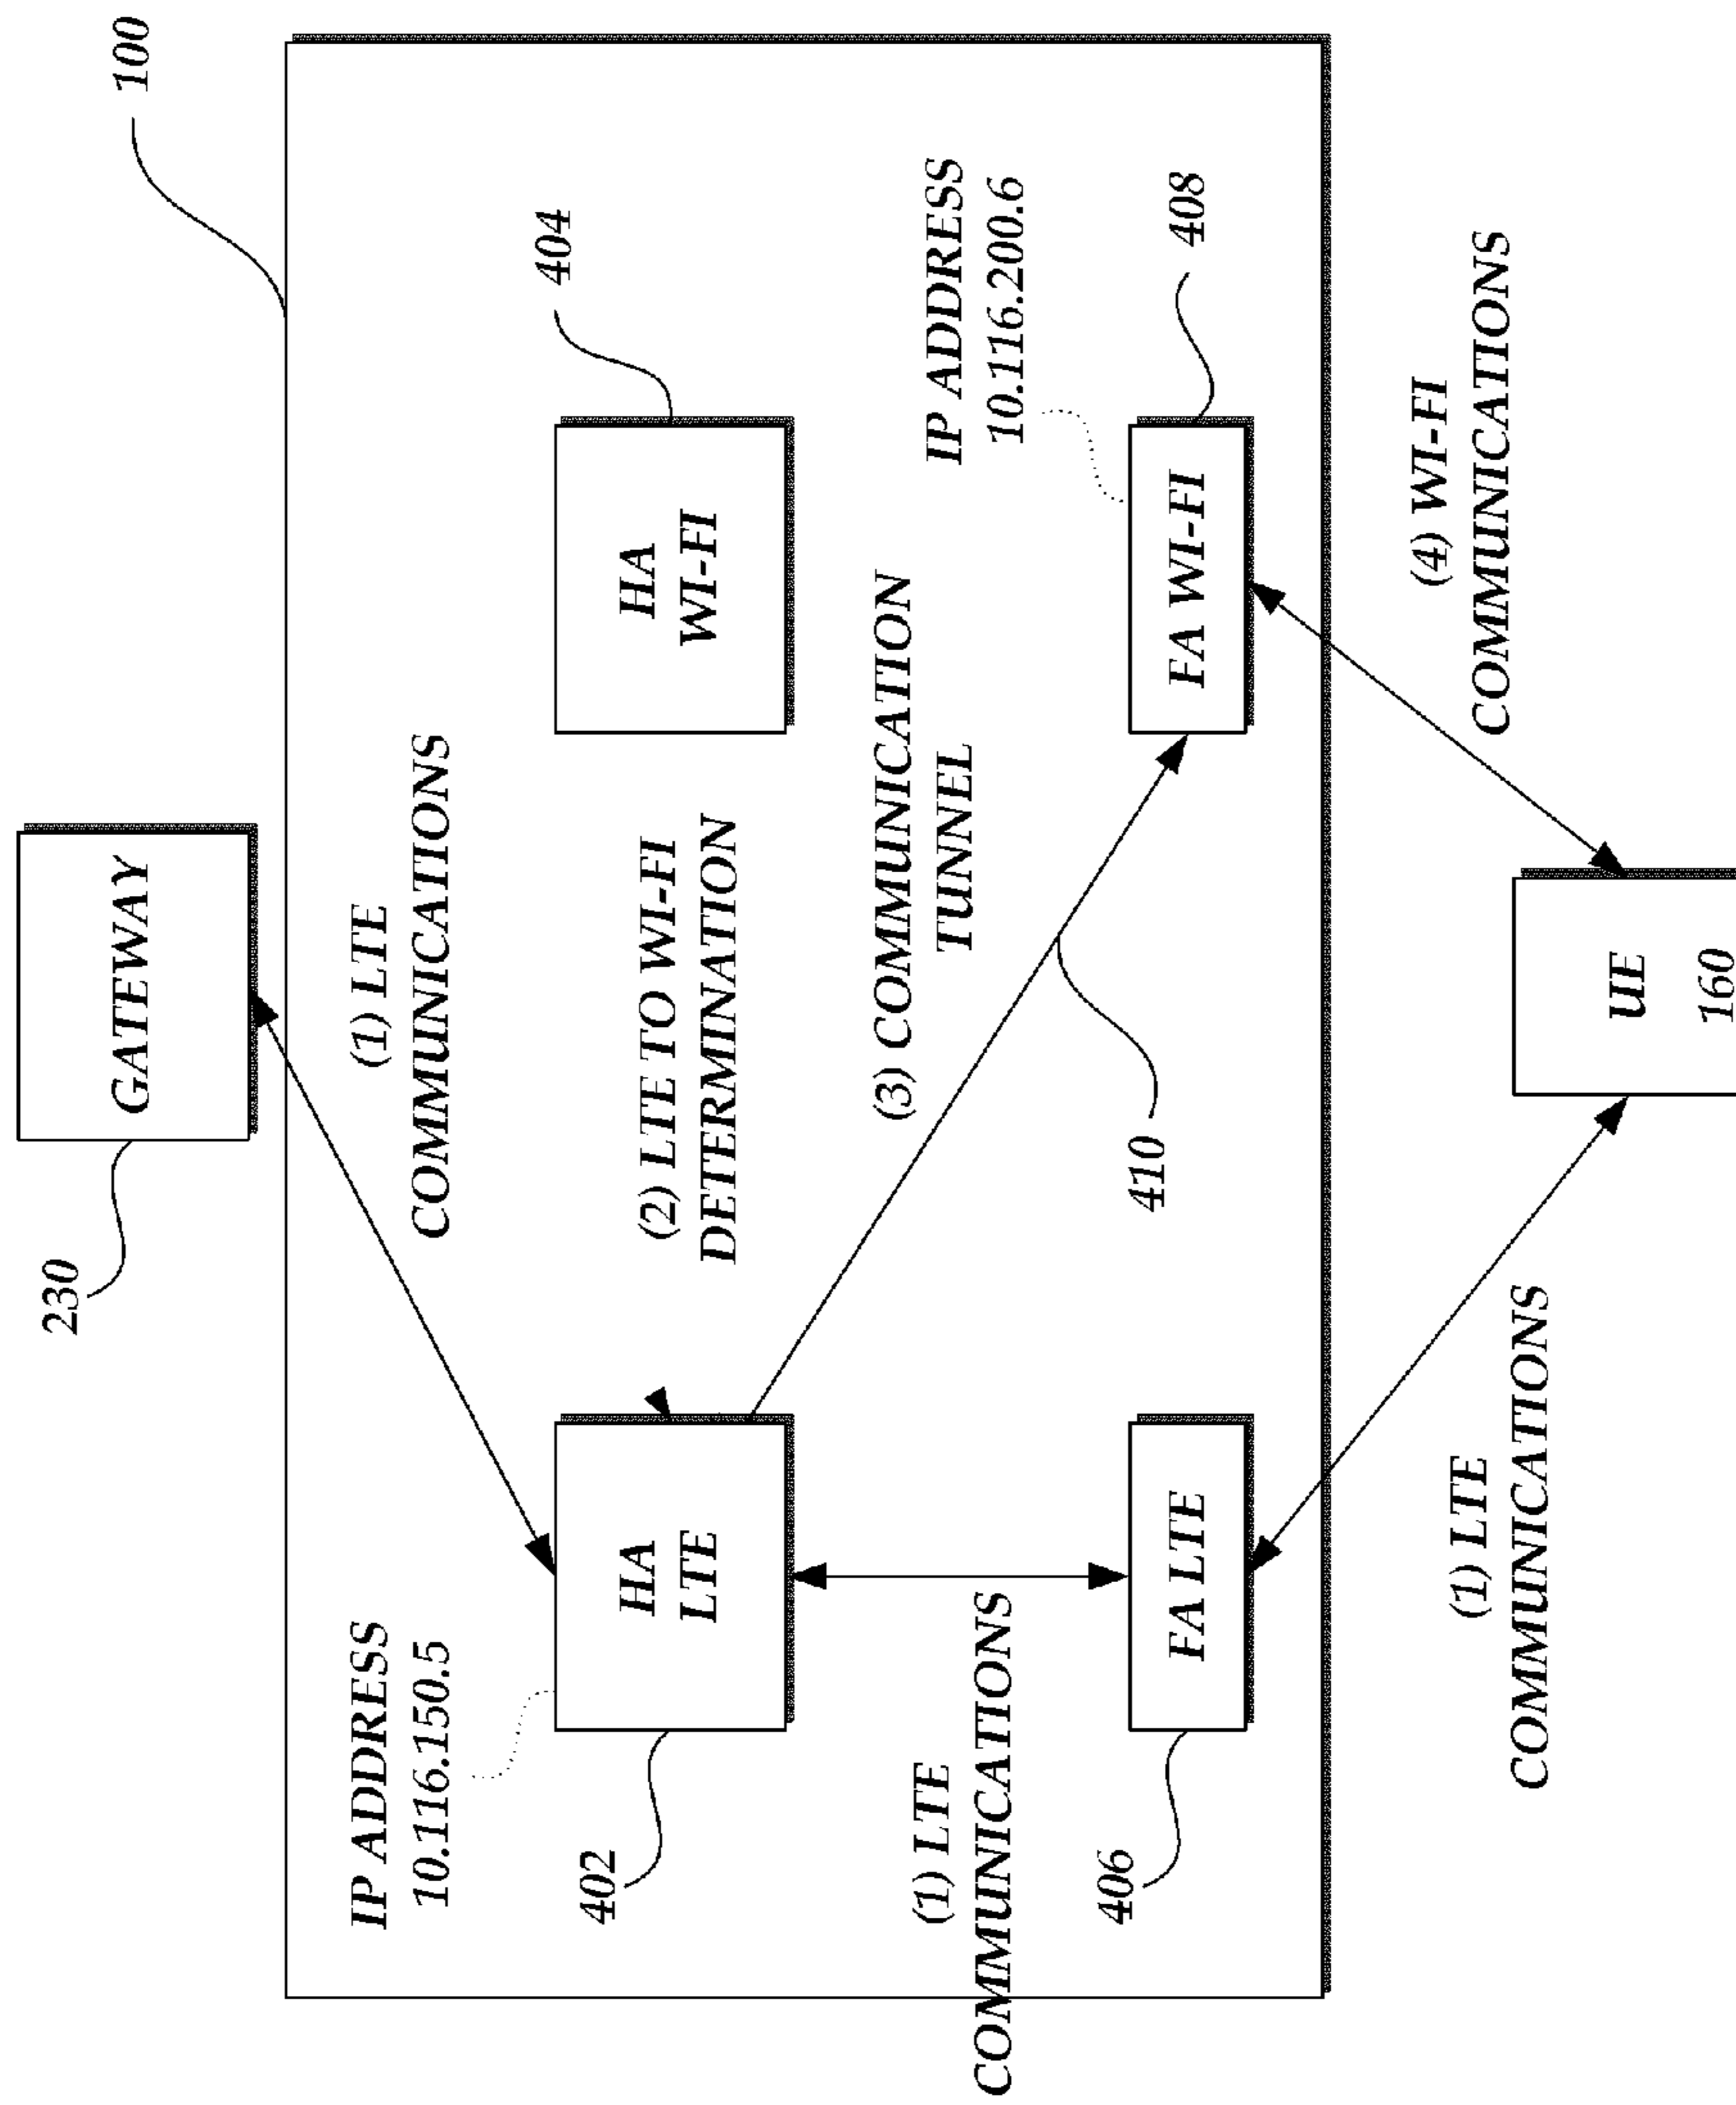 100
230
GATEWAY
(1) LTE
COMMUNICATIONS
IP ADDRESS
10.116.150.5
402
HA
LTE
(2) LTE TO WI-FI
DETERMINATION
HA
WI-FI
404
(3) COMMUNICATION
TUNNEL
410
IP ADDRESS
10.116.200.6
408
(1) LTE
COMMUNICATIONS
406
FA LTE
FA WI-FI
(1) LTE
COMMUNICATIONS
(4) WI-FI
COMMUNICATIONS
UE
160